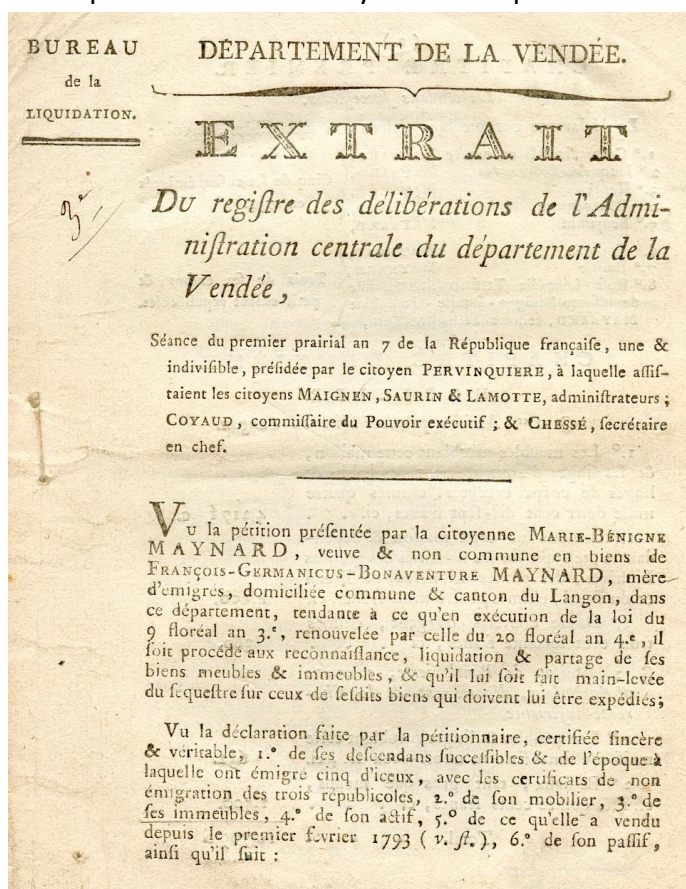 BUREAU
de la
LIQUIDATION.
DÉPARTEMENT DE LA VENDÉE.
EXTRAIT
3.e
Du regiſtre des délibérations de l'Admi-
niſtration centrale du département de la
Vendée,
Séance du premier prairial an 7 de la République françaiſe, une &
indiviſible, préſidée par le citoyen PERVINQUIERE, à laquelle aſſiſ-
taient les citoyens MAIGNEN, SAURIN & LAMOTTE, adminiſtrateurs;
COYAUD, commiſſaire du Pouvoir exécutif; & CHESSÉ, ſecrétaire
en chef.
Vu la pétition préſentée par la citoyenne MARIE-BÉNIGNE
MAYNARD, veuve & non commune en biens de
FRANÇOIS-GERMANICUS-BONAVENTURE MAYNARD, mère
d'émigrés, domiciliée commune & canton du Langon, dans
ce département, tendante à ce qu'en exécution de la loi du
9 floréal an 3.e, renouvelée par celle du 20 floréal an 4.e, il
ſoit procédé aux reconnaiſſance, liquidation & partage de ſes
biens meubles & immeubles, & qu'il lui ſoit fait main-levée
du ſequeſtre ſur ceux de ſeſdits biens qui doivent lui être expédiés;
Vu la déclaration faite par la pétitionnaire, certifiée ſincère
& véritable, 1.º de ſes deſcendans ſucceſſibles & de l'époque à
laquelle ont émigré cinq d'iceux, avec les certificats de non
émigration des trois républicoles, 2.º de ſon mobilier, 3.º de
ſes immeubles, 4.º de ſon actif, 5.º de ce qu'elle a vendu
depuis le premier février 1793 (v. ſt.), 6.º de ſon paſſif,
ainſi qu'il ſuit: